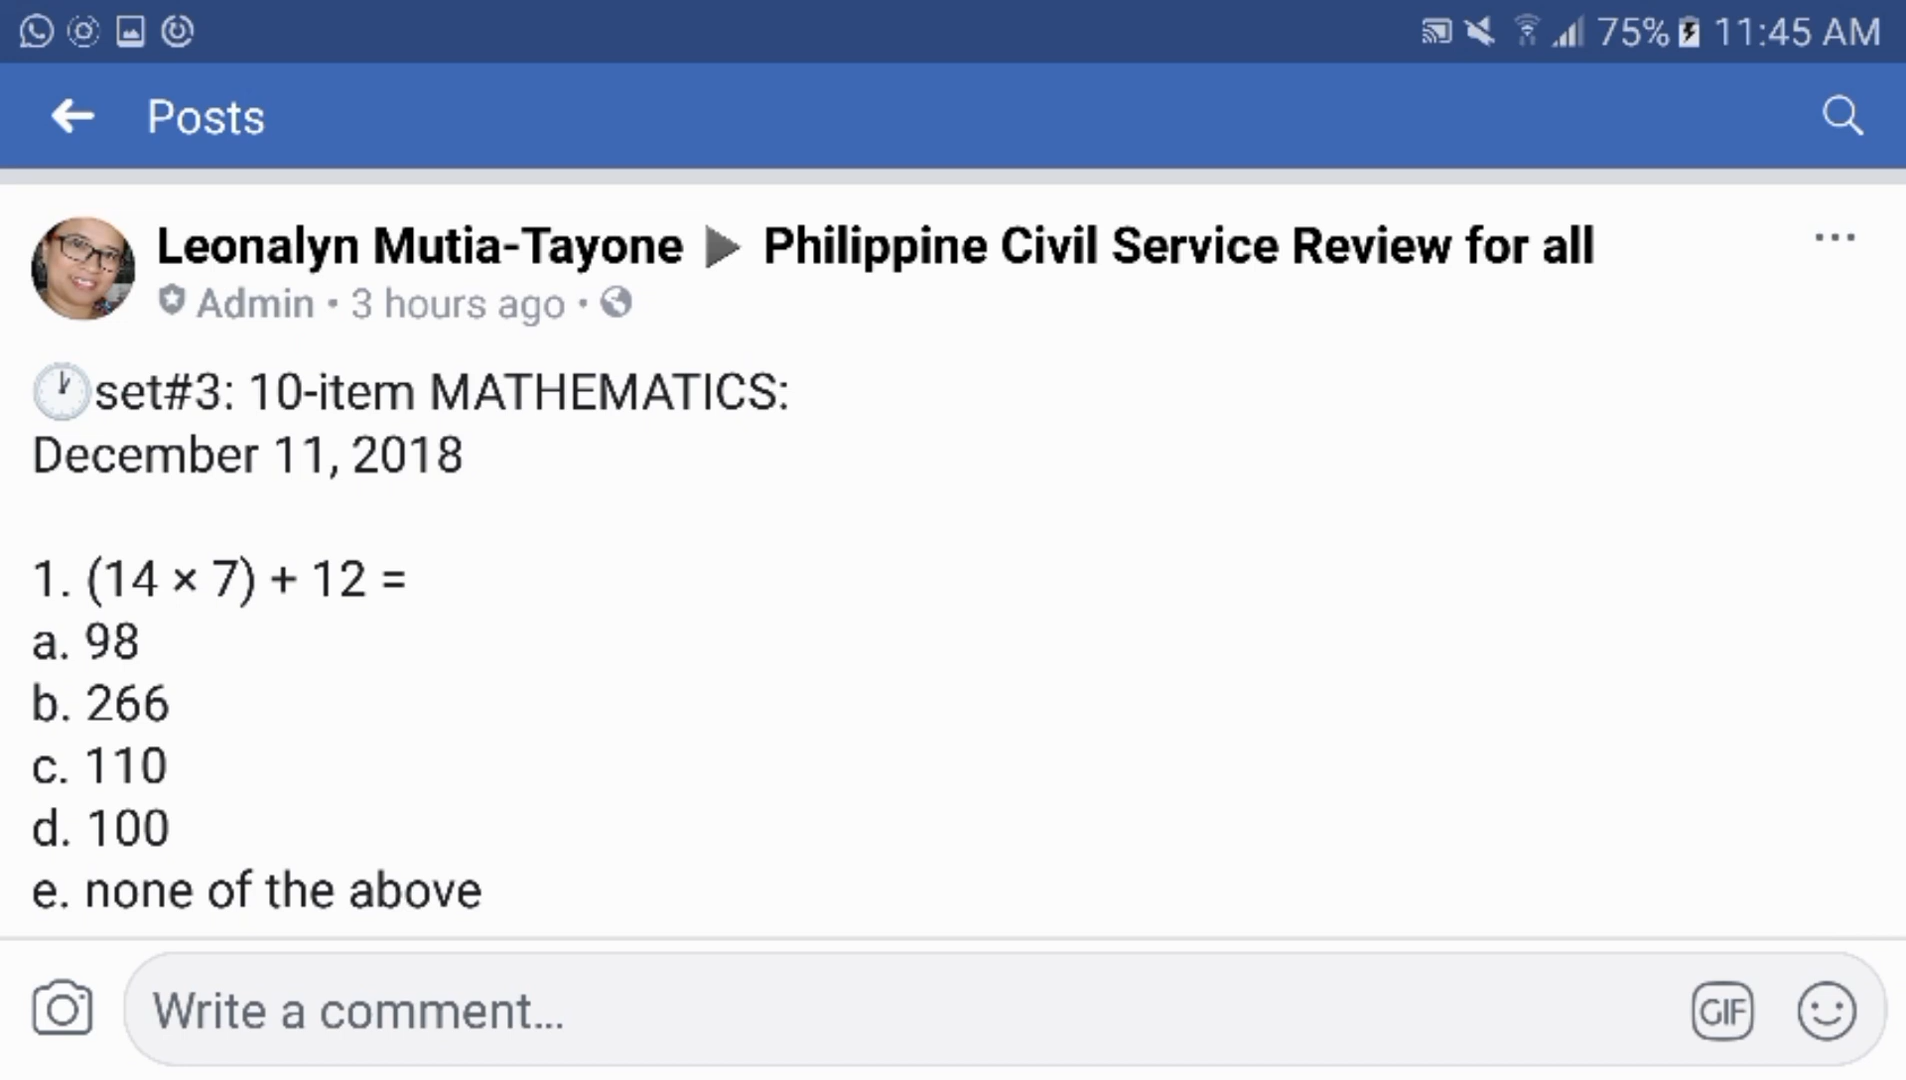 75% 11:45 AM
Posts
Leonalyn Mutia-Tayone ▶ Philippine Civil Service Review for all
Admin • 3 hours ago •
set#3: 10-item MATHEMATICS:
December 11, 2018
1. (14 × 7) + 12 =
a. 98
b. 266
c. 110
d. 100
e. none of the above
Write a comment...
GIF